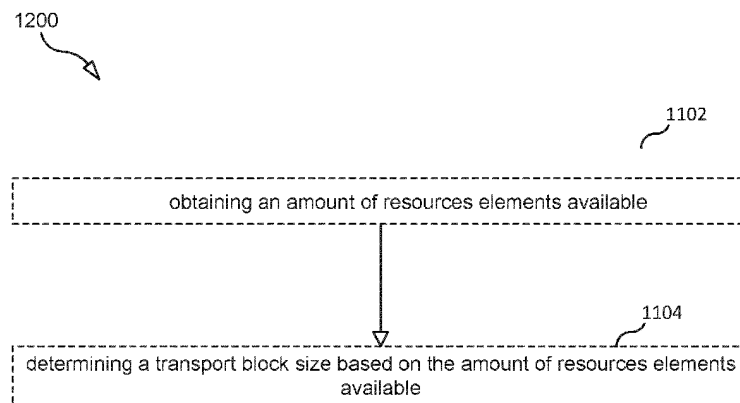 1200
1102
obtaining an amount of resources elements available
1104
determining a transport block size based on the amount of resources elements
available